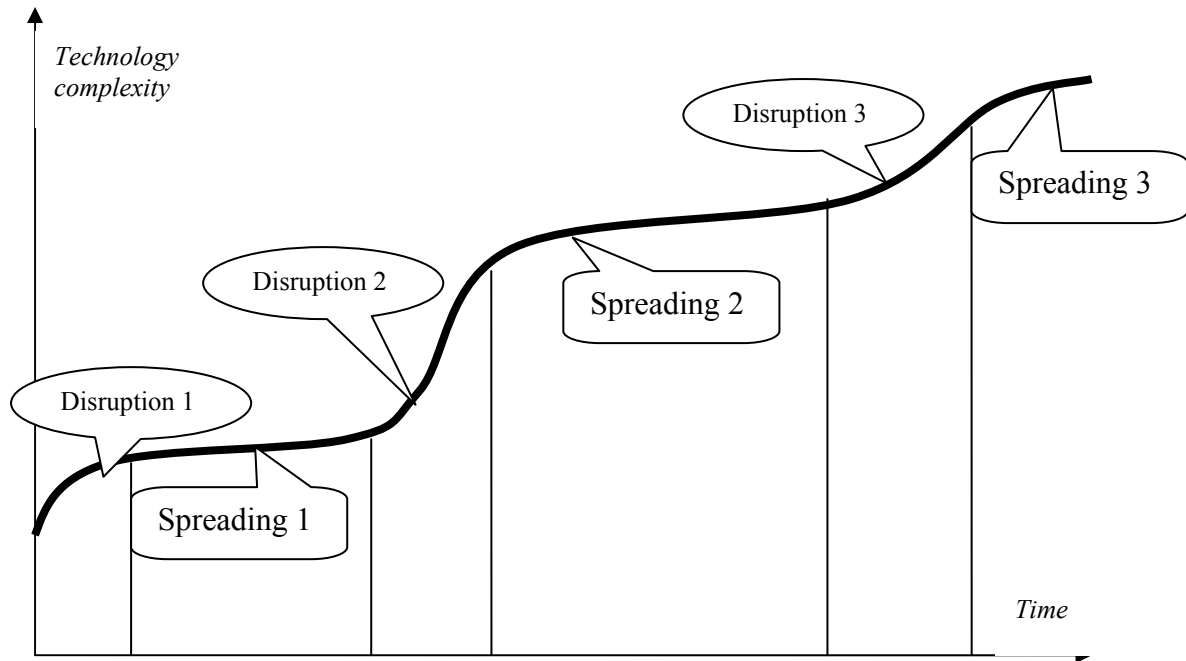 Technology
complexity
Disruption 3
Spreading 3
Disruption 2
Spreading 2
Disruption 1
Spreading 1
Time